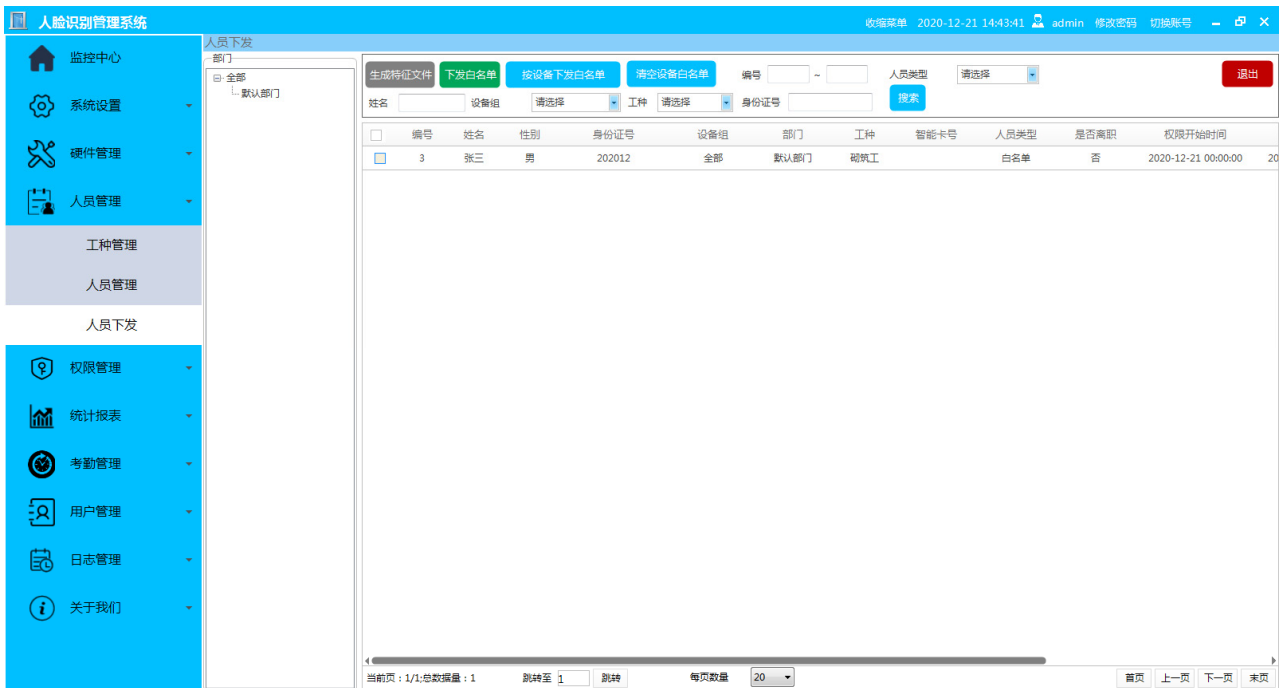 人脸识别管理系统 收缩菜单 2020-12-21 14:43:41 admin 修改密码 切换账号
人员下发
监控中心
系统设置
硬件管理
人员管理
工种管理
人员管理
人员下发
权限管理
统计报表
考勤管理
用户管理
日志管理
关于我们
部门
全部
默认部门
生成特征文件 下发白名单 按设备下发白名单 清空设备白名单 编号 ~ 人员类型 请选择 退出
姓名 设备组 请选择 工种 请选择 身份证号 搜索
编号 姓名 性别 身份证号 设备组 部门 工种 智能卡号 人员类型 是否离职 权限开始时间
3 张三 男 202012 全部 默认部门 砌筑工 白名单 否 2020-12-21 00:00:00 20
当前页：1/1;总数据量：1 跳转至 1 跳转 每页数量 20 首页 上一页 下一页 末页